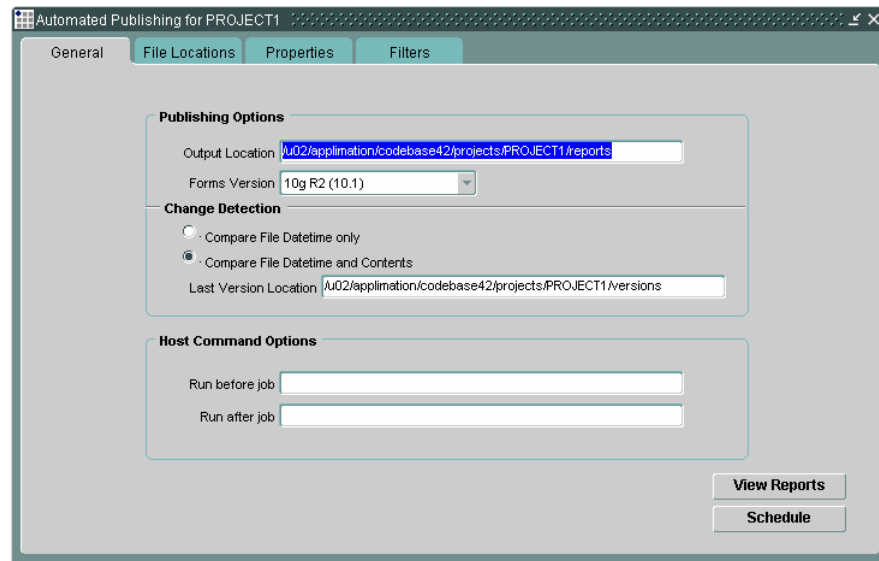 Automated Publishing for PROJECT1
General File Locations Properties Filters
Publishing Options
Output Location /u02/applimation/codebase42/projects/PROJECT1/reports
Forms Version 10g R2 (10.1)
Change Detection
Compare File Datetime only
Compare File Datetime and Contents
Last Version Location /u02/applimation/codebase42/projects/PROJECT1/versions
Host Command Options
Run before job
Run after job
View Reports
Schedule